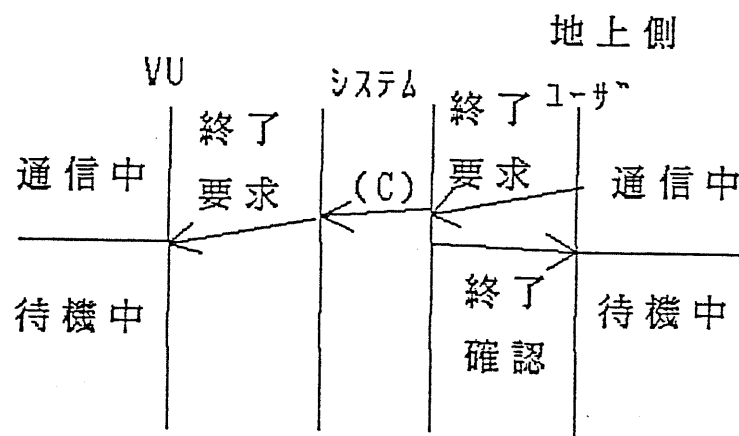 地上側
VU
システム
ユーザ
終了
要求
終了
要求
通信中
(C)
通信中
待機中
終了
確認
待機中